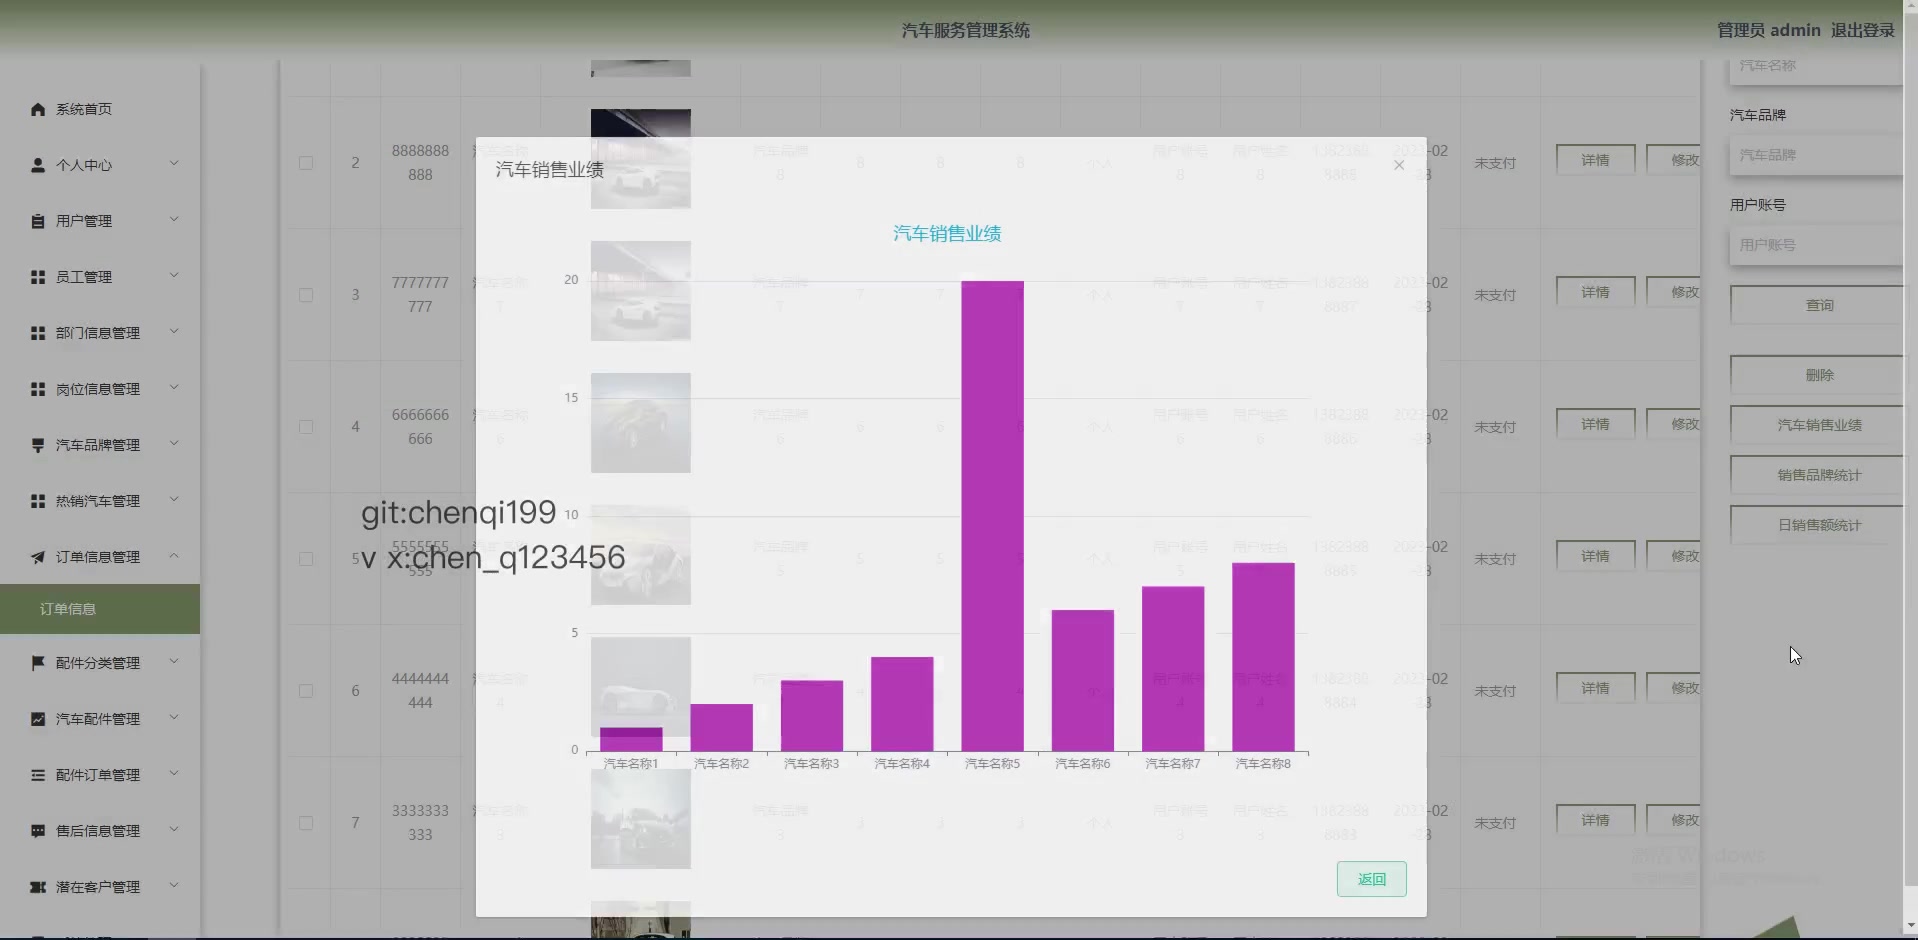 汽车服务管理系统
管理员 admin 退出登录
系统首页
个人中心
用户管理
员工管理
部门信息管理
岗位信息管理
汽车品牌管理
热销汽车管理
订单信息管理
订单信息
配件分类管理
汽车配件管理
配件订单管理
售后信息管理
潜在客户管理
2
8888888
888
未支付
详情
修改
3
7777777
777
未支付
详情
修改
4
6666666
666
未支付
详情
修改
5
5555555
555
未支付
详情
修改
6
4444444
444
未支付
详情
修改
7
3333333
333
未支付
详情
修改
汽车销售业绩
×
汽车销售业绩
20
15
10
5
0
汽车名称1
汽车名称2
汽车名称3
汽车名称4
汽车名称5
汽车名称6
汽车名称7
汽车名称8
返回
git:chenqi199
v x:chen_q123456
汽车名称
汽车品牌
汽车品牌
用户账号
用户账号
查询
删除
汽车销售业绩
销售品牌统计
日销售额统计